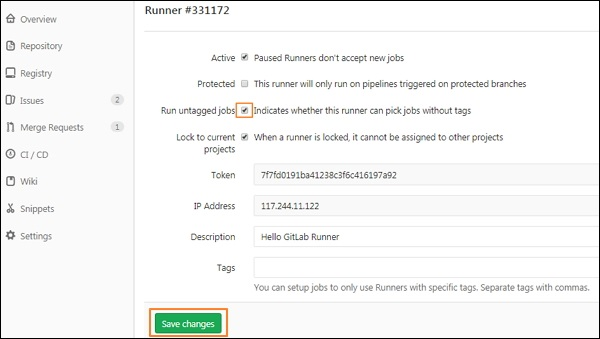 Runner #331172
Overview
Repository
Registry
Issues 2
Merge Requests 1
CI / CD
Wiki
Snippets
Settings
Active Paused Runners don't accept new jobs
Protected This runner will only run on pipelines triggered on protected branches
Run untagged jobs Indicates whether this runner can pick jobs without tags
Lock to current When a runner is locked, it cannot be assigned to other projects
projects
Token 7f7fd0191ba41238c3f6c416197a92
IP Address 117.244.11.122
Description Hello GitLab Runner
Tags
You can setup jobs to only use Runners with specific tags. Separate tags with commas.
Save changes